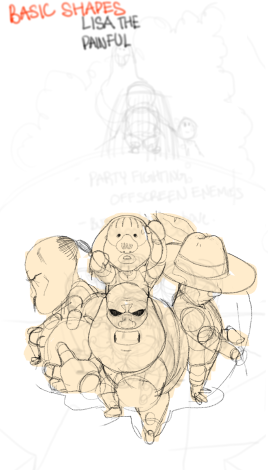 BASIC SHAPES
LISA THE
PAINFUL
- PARTY FIGHTING
OFFSCREEN ENEMIES